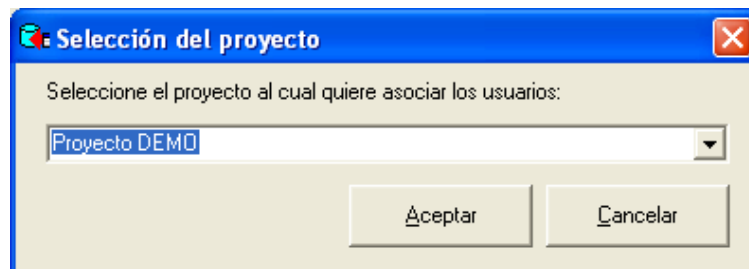 Selección del proyecto
Seleccione el proyecto al cual quiere asociar los usuarios:
Proyecto DEMO
Aceptar Cancelar